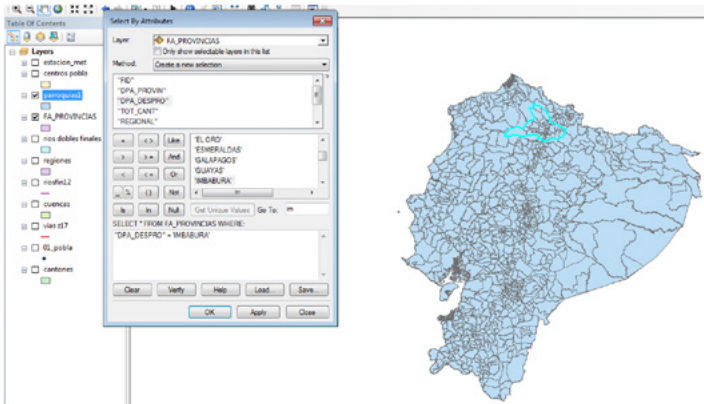 Table Of Contents
Layers
estacion_met
centros pobla
parroquias1
FA_PROVINCIAS
rios dobles finales
regiones
riosfin12
cuencas
vias z17
01_pobla
cantones
Select By Attributes
Layer: FA_PROVINCIAS
Only show selectable layers in this list
Method: Create a new selection
"FID"
"DPA_PROVIN"
"DPA_DESPRO"
"TOT_CANT"
"REGIONAL"
= < > Like
> > = And
< < = Or
_ % ( ) Not
Is In Null
'EL ORO'
'ESMERALDAS'
'GALAPAGOS'
'GUAYAS'
'IMBABURA'
Get Unique Values Go To: im
SELECT * FROM FA_PROVINCIAS WHERE:
"DPA_DESPRO" = 'IMBABURA'
Clear Verify Help Load... Save...
OK Apply Close